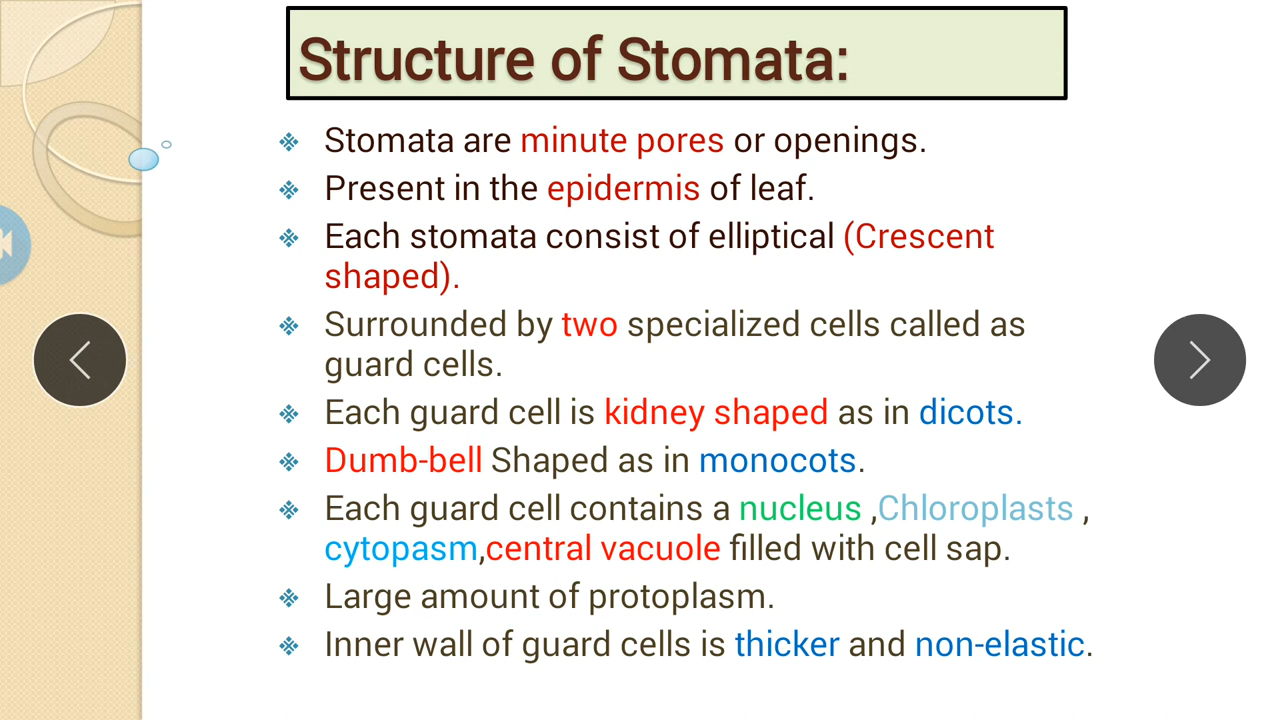 Structure of Stomata:
Stomata are minute pores or openings.
Present in the epidermis of leaf.
Each stomata consist of elliptical (Crescent
shaped).
Surrounded by two specialized cells called as
guard cells.
Each guard cell is kidney shaped as in dicots.
Dumb-bell Shaped as in monocots.
Each guard cell contains a nucleus ,Chloroplasts ,
cytopasm,central vacuole filled with cell sap.
Large amount of protoplasm.
Inner wall of guard cells is thicker and non-elastic.